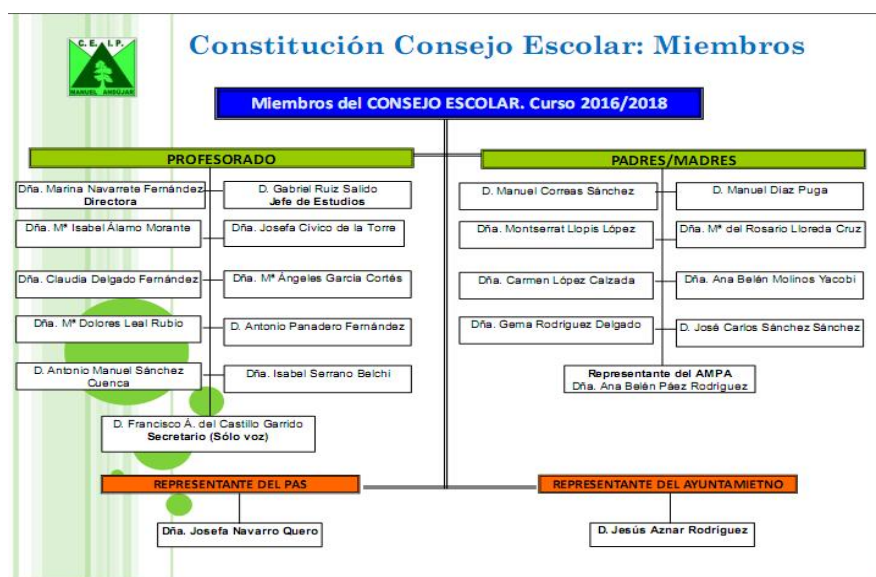 C. E. I. P.
MANUEL ANDÚJAR
Constitución Consejo Escolar: Miembros
Miembros del CONSEJO ESCOLAR. Curso 2016/2018
PROFESORADO
Dña. Marina Navarrete Fernández
Directora
D. Gabriel Ruiz Salido
Jefe de Estudios
Dña. Mª Isabel Álamo Morante
Dña. Josefa Cívico de la Torre
Dña. Claudia Delgado Fernández
Dña. Mª Ángeles García Cortés
Dña. Mª Dolores Leal Rubio
D. Antonio Panadero Fernández
D. Antonio Manuel Sánchez
Cuenca
Dña. Isabel Serrano Belchi
D. Francisco Á. del Castillo Garrido
Secretario (Sólo voz)
PADRES/MADRES
D. Manuel Correas Sánchez
D. Manuel Díaz Puga
Dña. Montserrat Llopis López
Dña. Mª del Rosario Lloreda Cruz
Dña. Carmen López Calzada
Dña. Ana Belén Molinos Yacobi
Dña. Gema Rodríguez Delgado
D. José Carlos Sánchez Sánchez
Representante del AMPA
Dña. Ana Belén Páez Rodríguez
REPRESENTANTE DEL PAS
Dña. Josefa Navarro Quero
REPRESENTANTE DEL AYUNTAMIETNO
D. Jesús Aznar Rodríguez